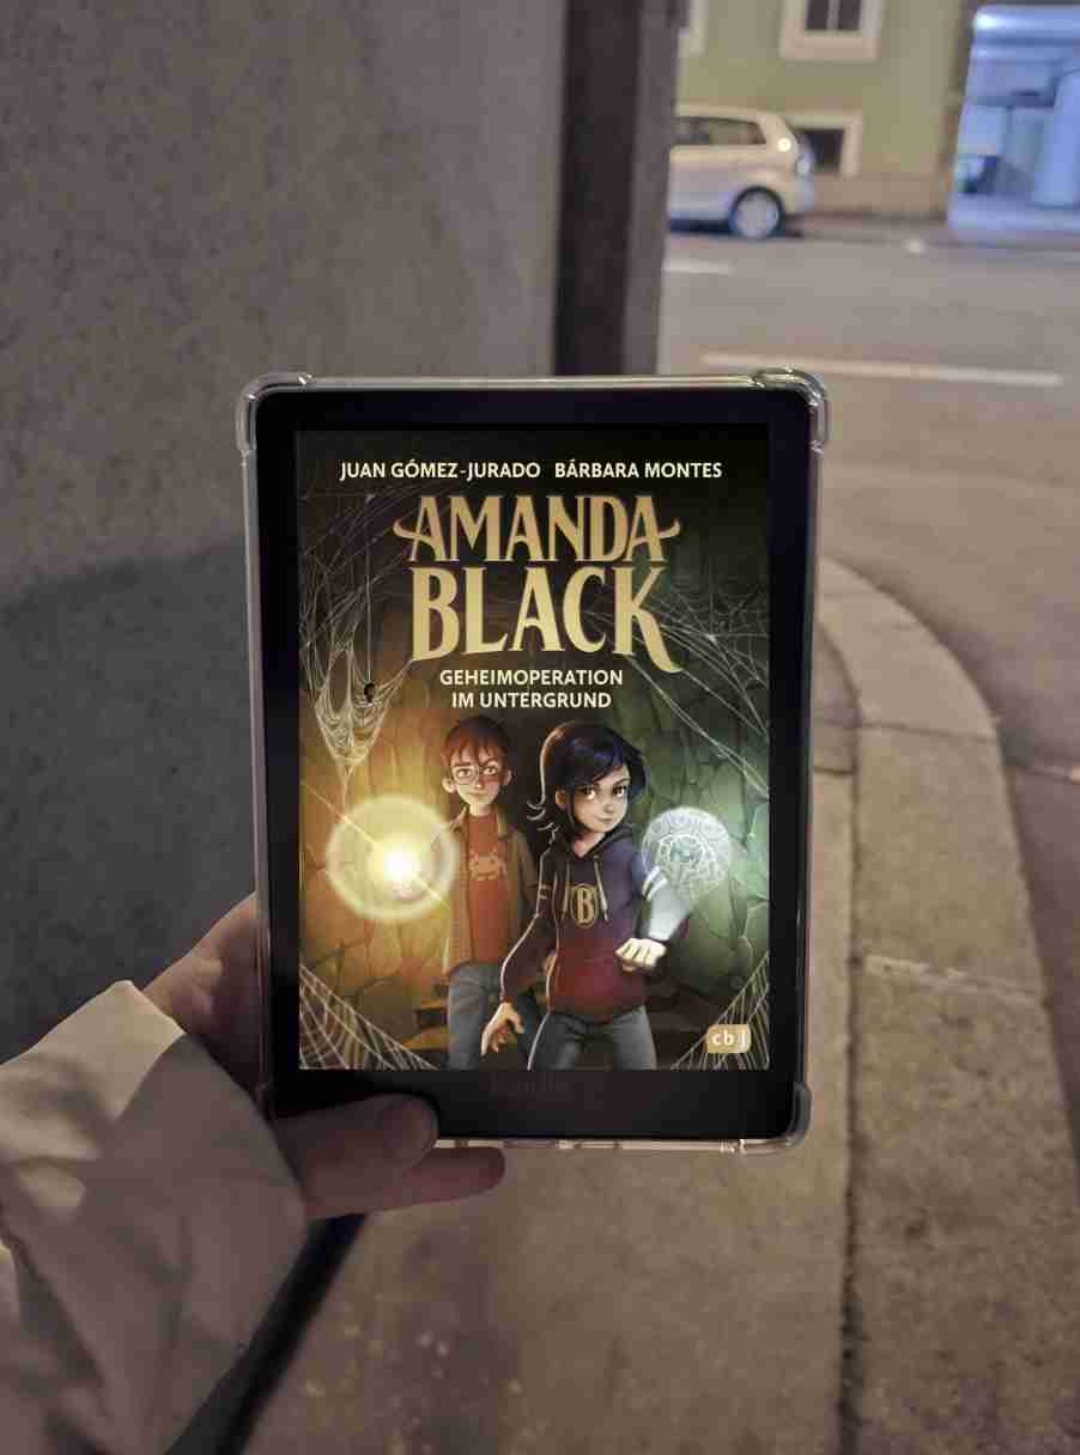 JUAN GÓMEZ-JURADO BÁRBARA MONTES
AMANDA
BLACK
GEHEIMOPERATION
IM UNTERGRUND
B
cbj